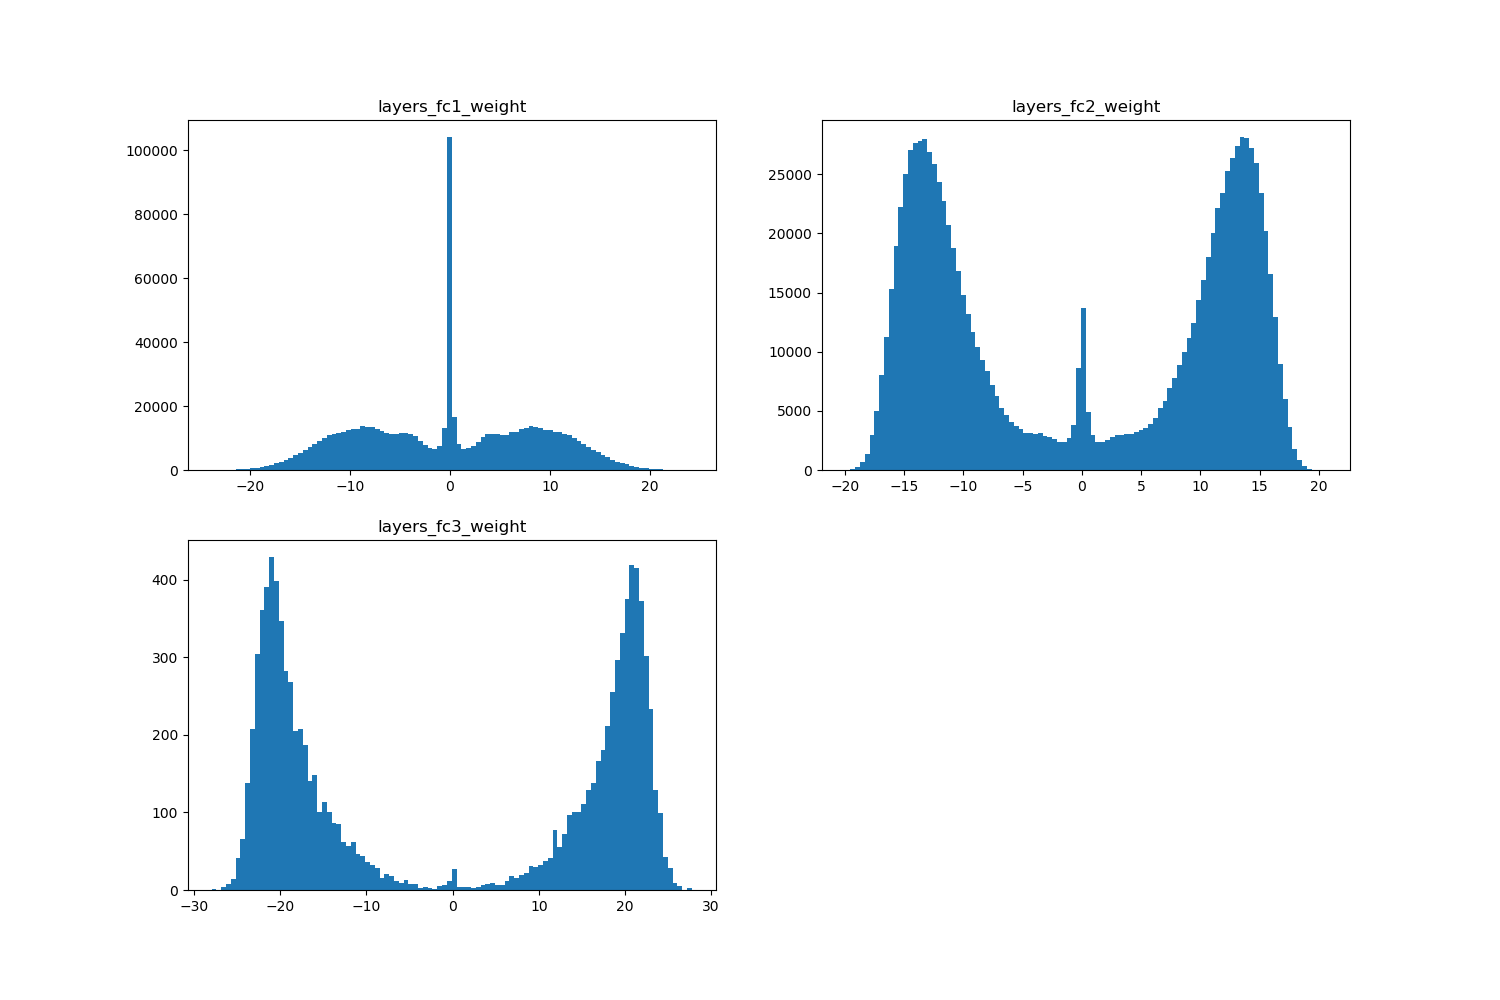 layers_fc1_weight
100000
80000
60000
40000
20000
0
−20 −10 0 10 20
layers_fc2_weight
25000
20000
15000
10000
5000
0
−20 −15 −10 −5 0 5 10 15 20
layers_fc3_weight
400
300
200
100
0
−30 −20 −10 0 10 20 30